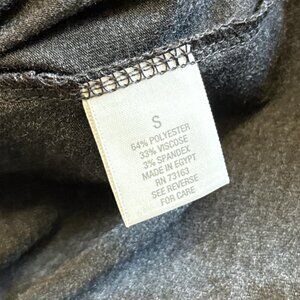 S
64% POLYESTER
33% VISCOSE
3% SPANDEX
MADE IN EGYPT
RN 73163
SEE REVERSE
FOR CARE